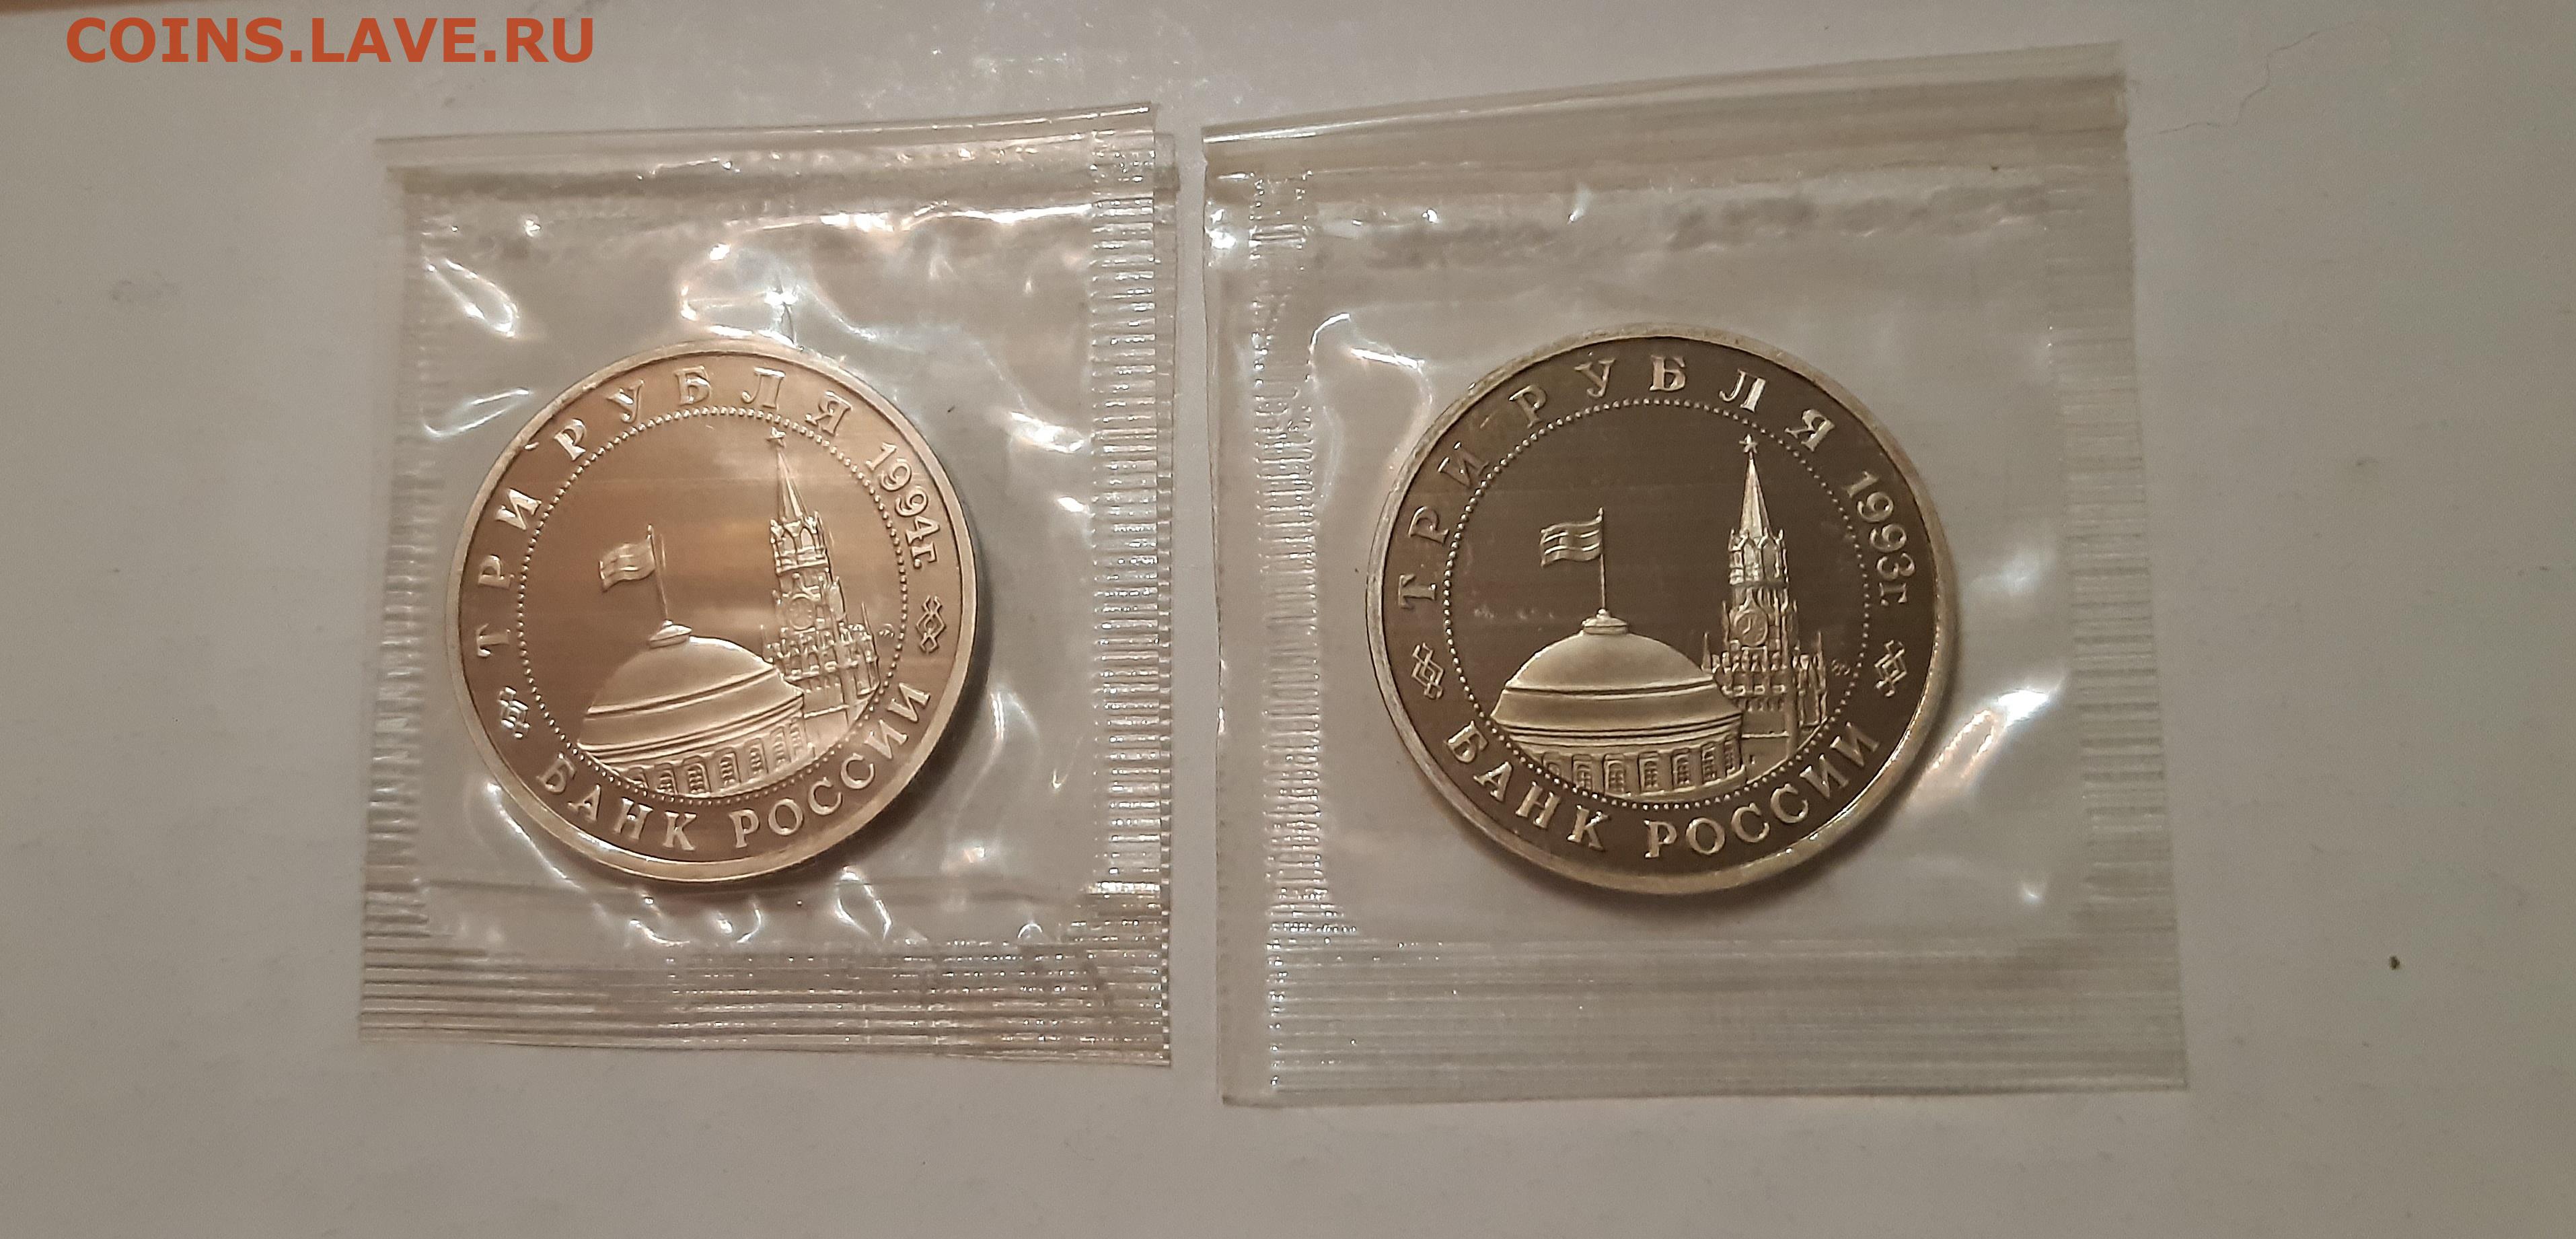 COINS.LAVE.RU
ТРИ РУБЛЯ 1994г.
БАНК РОССИИ
ТРИ РУБЛЯ 1993г.
БАНК РОССИИ